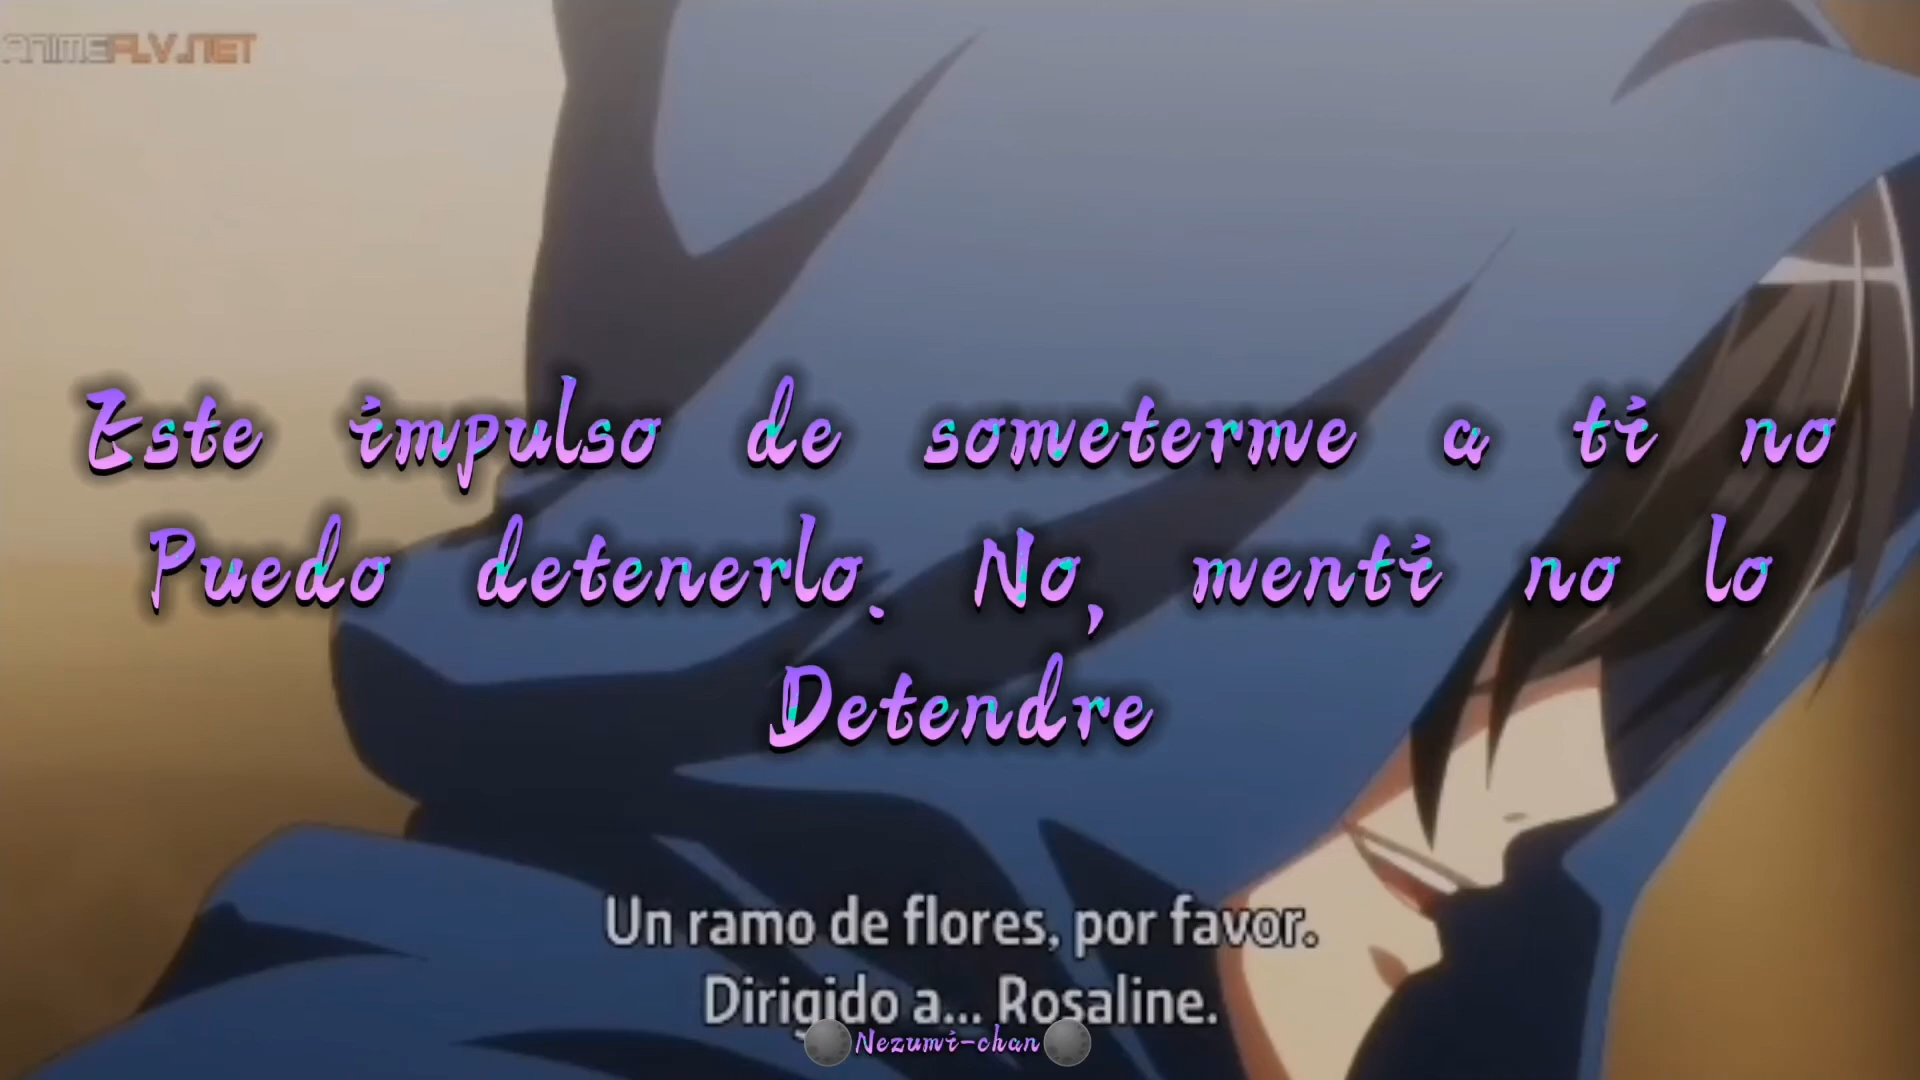 ANIMEFLV.NET
Este impulso de someterme a ti no
Puedo detenerlo. No, menti no lo
Detendre
Un ramo de flores, por favor.
Dirigido a... Rosaline.
Nezumi-chan